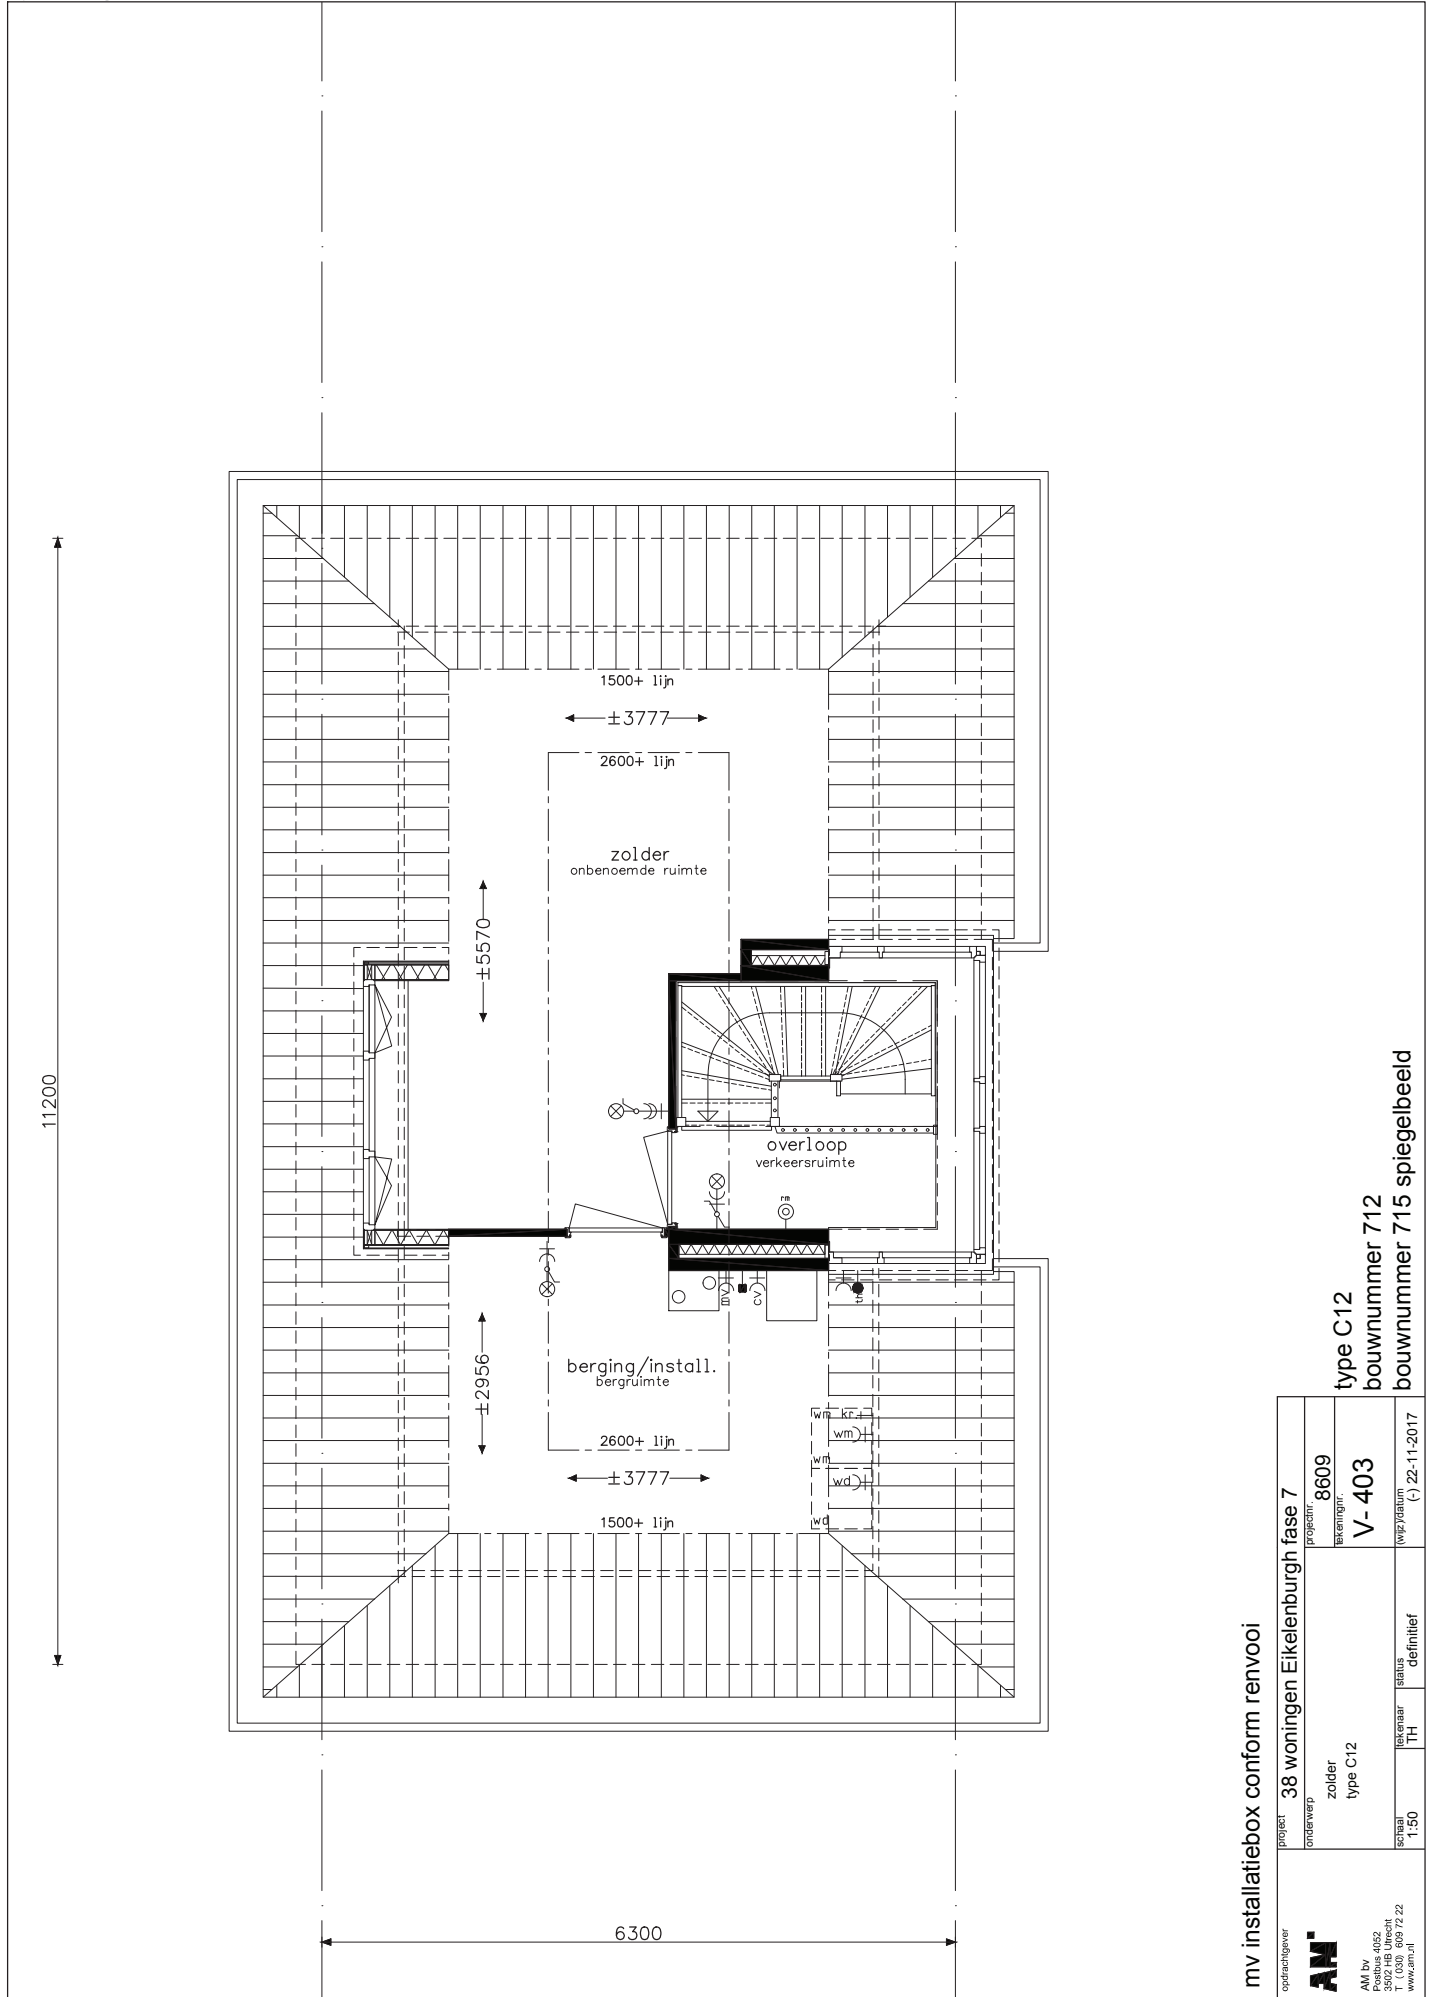 1500+ lijn
±3777
2600+ lijn
zolder
onbenoemde ruimte
±5570
11200
overloop
verkeersruimte
rm
mv
cv
th
±2956
berging/install.
bergruimte
wm kr.
wm
wm
wd
wd
2600+ lijn
±3777
1500+ lijn
6300
mv installatiebox conform renvooi
type C12
bouwnummer 712
bouwnummer 715 spiegelbeeld
opdrachtgever
AM
AM bv
Postbus 4052
3502 HB Utrecht
T (030) 609 72 22
www.am.nl
project
38 woningen Eikelenburgh fase 7
onderwerp
zolder
type C12
projectnr.
8609
tekeningnr.
V- 403
schaal
1:50
tekenaar
TH
status
definitief
(wijz.)/datum
(-) 22-11-2017